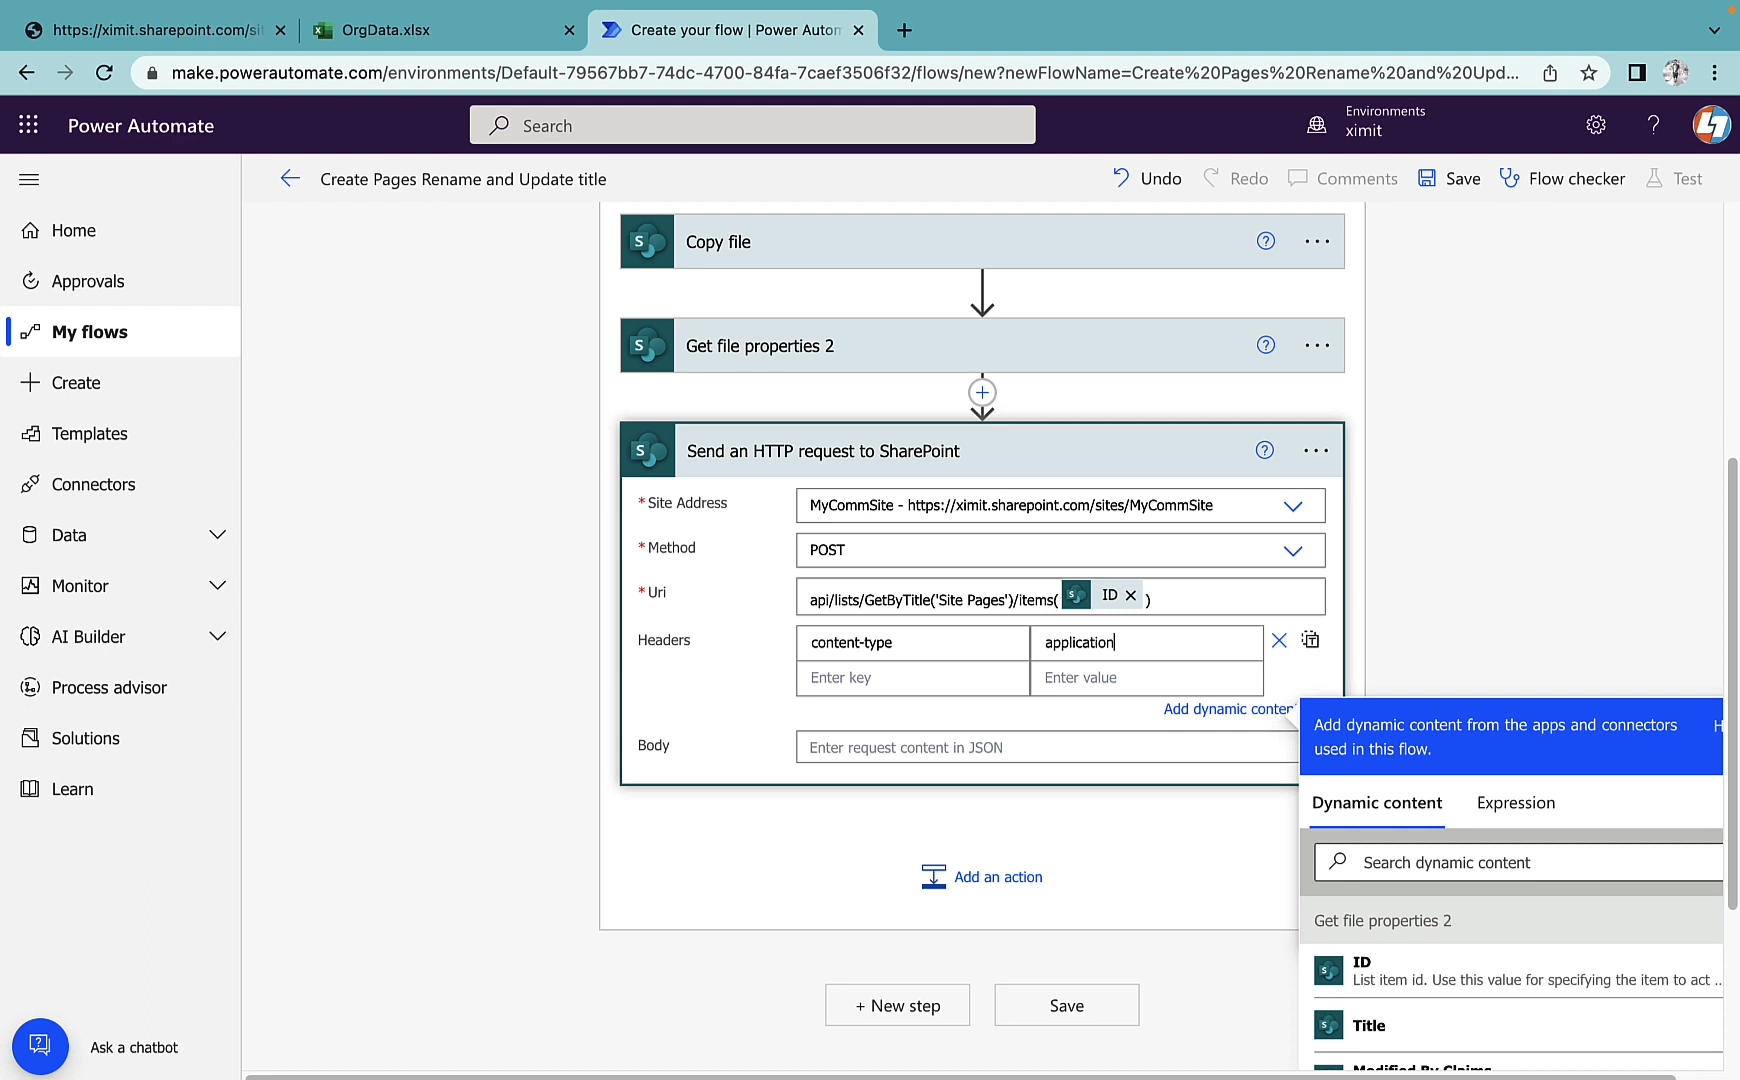 https://ximit.sharepoint.com/sit
OrgData.xlsx
Create your flow | Power Autom
make.powerautomate.com/environments/Default-79567bb7-74dc-4700-84fa-7caef3506f32/flows/new?newFlowName=Create%20Pages%20Rename%20and%20Upd...
Power Automate
Search
Environments
ximit
Create Pages Rename and Update title
Undo
Redo
Comments
Save
Flow checker
Test
Home
Approvals
My flows
Create
Templates
Connectors
Data
Monitor
AI Builder
Process advisor
Solutions
Learn
Ask a chatbot
Copy file
Get file properties 2
Send an HTTP request to SharePoint
* Site Address
MyCommSite - https://ximit.sharepoint.com/sites/MyCommSite
* Method
POST
* Uri
api/lists/GetByTitle('Site Pages')/items( ID )
Headers
content-type
application
Enter key
Enter value
Add dynamic conten
Body
Enter request content in JSON
Add an action
+ New step
Save
Add dynamic content from the apps and connectors
used in this flow.
H
Dynamic content
Expression
Search dynamic content
Get file properties 2
ID
List item id. Use this value for specifying the item to act ...
Title
Modified By Claims